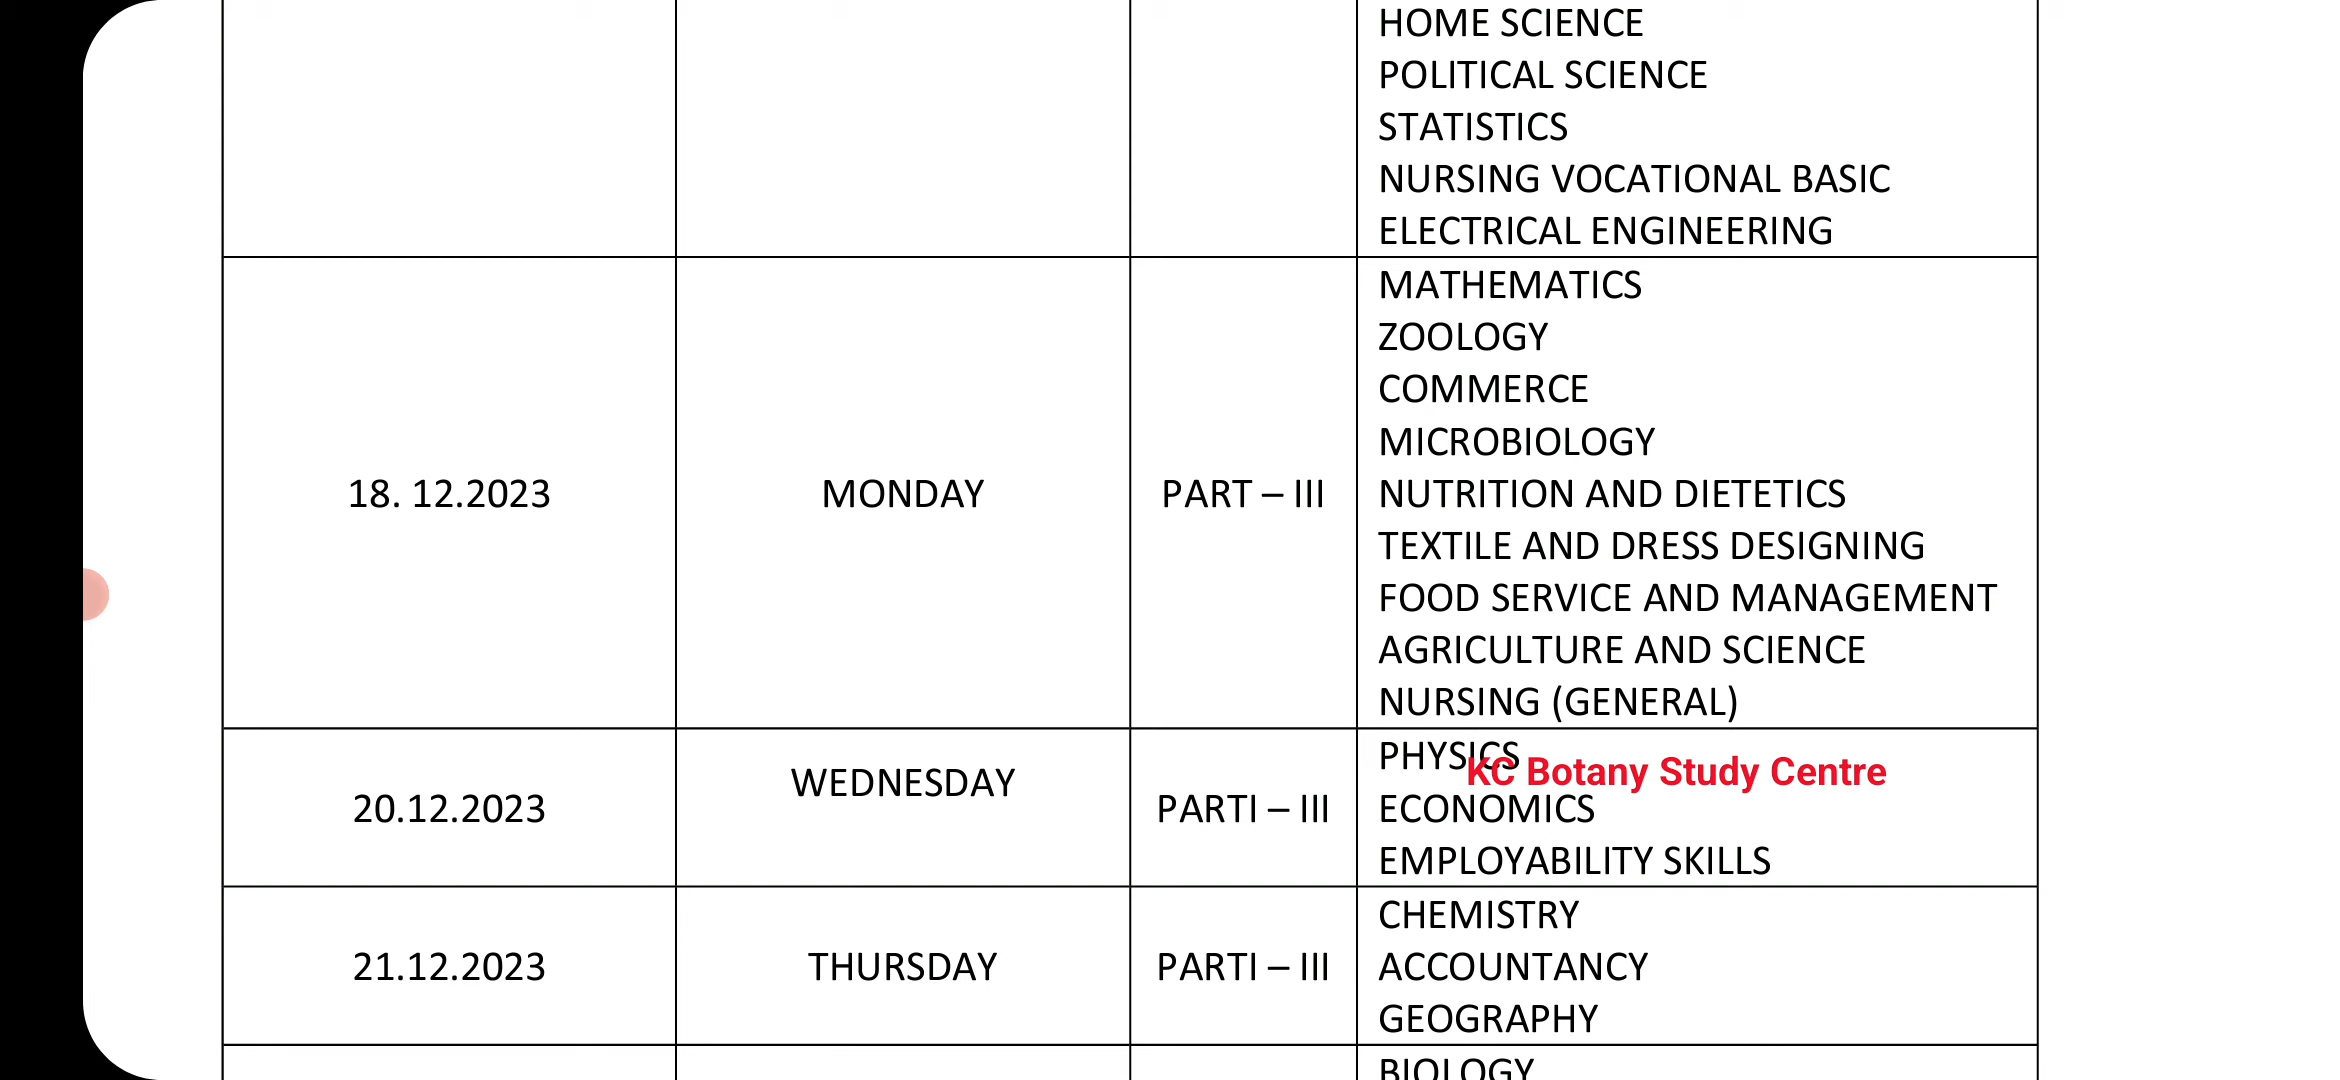 HOME SCIENCE
POLITICAL SCIENCE
STATISTICS
NURSING VOCATIONAL BASIC
ELECTRICAL ENGINEERING
18. 12.2023
MONDAY
PART – III
MATHEMATICS
ZOOLOGY
COMMERCE
MICROBIOLOGY
NUTRITION AND DIETETICS
TEXTILE AND DRESS DESIGNING
FOOD SERVICE AND MANAGEMENT
AGRICULTURE AND SCIENCE
NURSING (GENERAL)
20.12.2023
WEDNESDAY
PARTI – III
PHYSICS
KC Botany Study Centre
ECONOMICS
EMPLOYABILITY SKILLS
21.12.2023
THURSDAY
PARTI – III
CHEMISTRY
ACCOUNTANCY
GEOGRAPHY
BIOLOGY